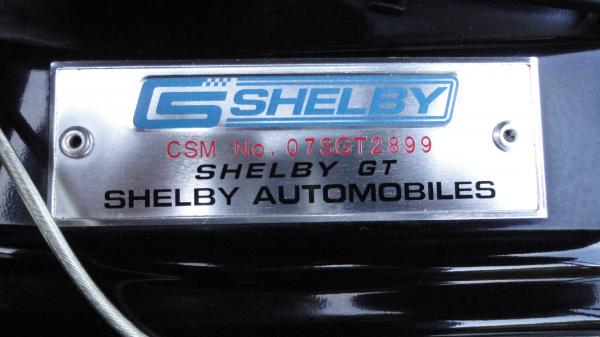 CS SHELBY
CSM No. 07SGT2899
SHELBY GT
SHELBY AUTOMOBILES